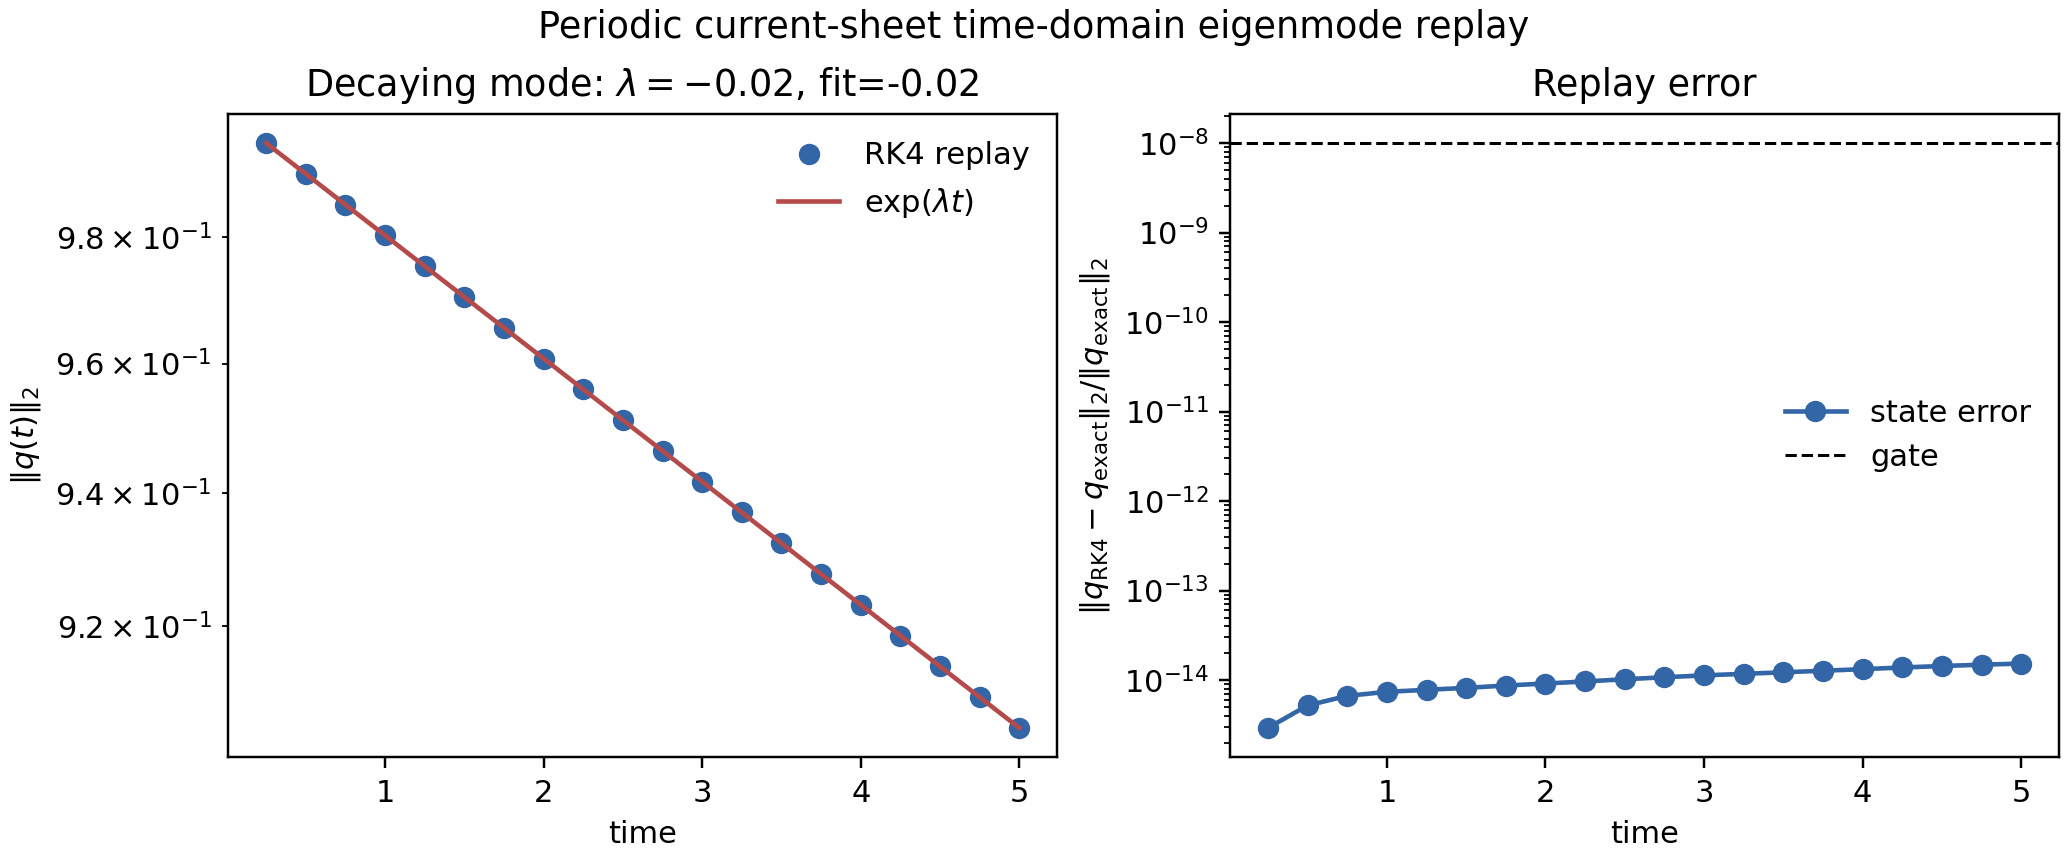 Periodic current-sheet time-domain eigenmode replay
Decaying mode: λ = −0.02, fit=-0.02
RK4 replay
exp(λt)
9.8 × 10⁻¹
9.6 × 10⁻¹
9.4 × 10⁻¹
9.2 × 10⁻¹
‖q(t)‖₂
1 2 3 4 5
time
Replay error
10⁻⁸
10⁻⁹
10⁻¹⁰
10⁻¹¹
10⁻¹²
10⁻¹³
10⁻¹⁴
‖q_RK4 − q_exact‖₂/‖q_exact‖₂
state error
gate
1 2 3 4 5
time